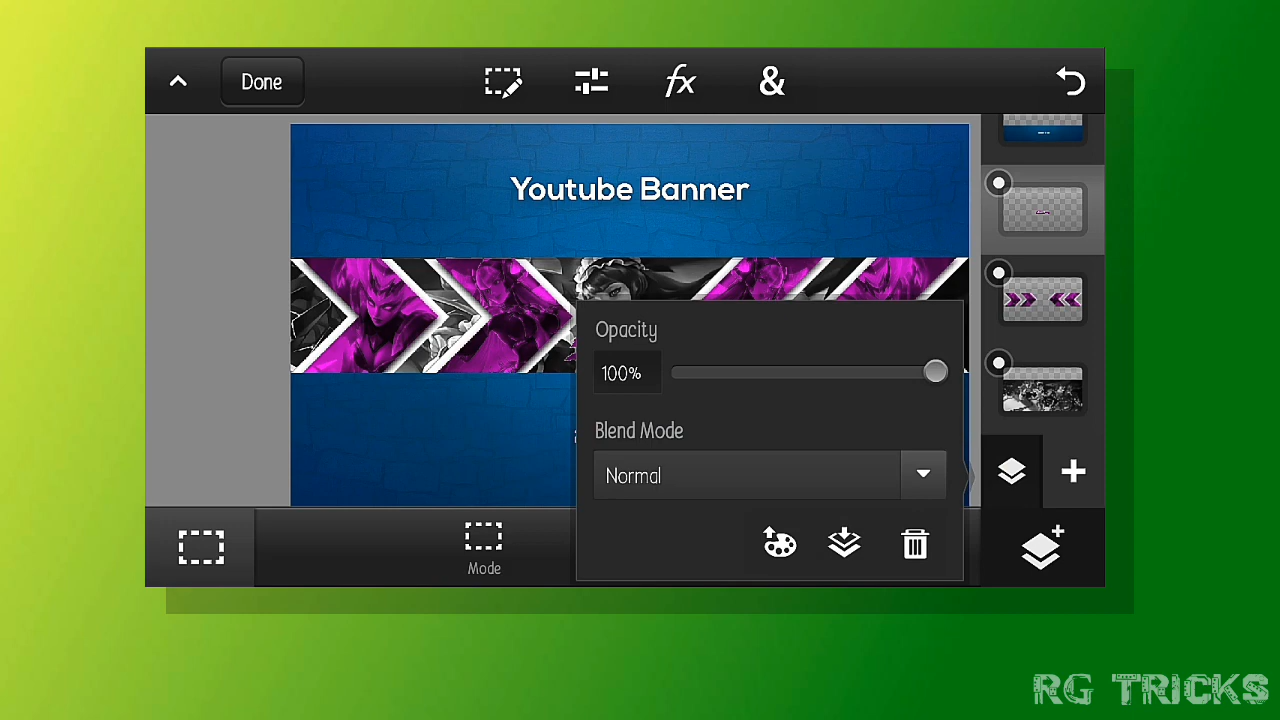 Done
fx
&
Youtube Banner
Opacity
100%
Blend Mode
Normal
Mode
RG TRICKS